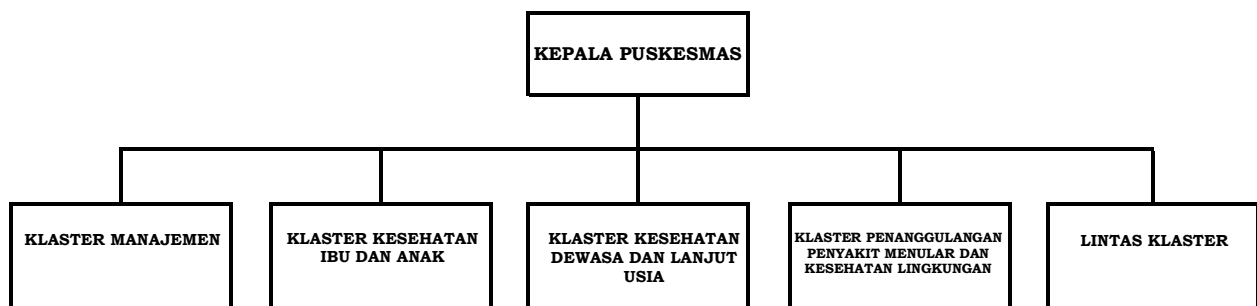 KEPALA PUSKESMAS
KLASTER MANAJEMEN
KLASTER KESEHATAN
IBU DAN ANAK
KLASTER KESEHATAN
DEWASA DAN LANJUT
USIA
KLASTER PENANGGULANGAN
PENYAKIT MENULAR DAN
KESEHATAN LINGKUNGAN
LINTAS KLASTER